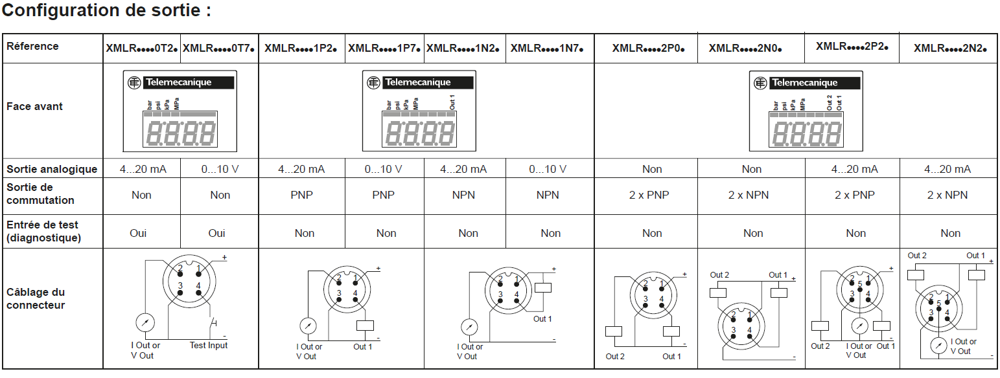 Configuration de sortie :
Réference XMLR●●●●0T2● XMLR●●●●0T7● XMLR●●●●1P2● XMLR●●●●1P7● XMLR●●●●1N2● XMLR●●●●1N7● XMLR●●●●2P0● XMLR●●●●2N0● XMLR●●●●2P2● XMLR●●●●2N2●
Face avant
Telemecanique
bar psi kPa MPa
8.8.8.8
Telemecanique
bar psi kPa MPa Out 1
8.8.8.8
Telemecanique
bar psi kPa MPa Out 2 Out 1
8.8.8.8
Sortie analogique 4...20 mA 0...10 V 4...20 mA 0...10 V 4...20 mA 0...10 V Non Non 4...20 mA 4...20 mA
Sortie de
commutation Non Non PNP PNP NPN NPN 2 x PNP 2 x NPN 2 x PNP 2 x NPN
Entrée de test
(diagnostique) Oui Oui Non Non Non Non Non Non Non Non
Câblage du
connecteur
+
2 1
3 4
-
I Out or Test Input
V Out
+
2 1
3 4
-
I Out or Out 1
V Out
+
2 1
3 4
Out 1
-
I Out or
V Out
+
2 1
3 4
-
Out 2 Out 1
Out 2 Out 1
+
2 1
3 4
-
+
2 1
5
3 4
-
Out 2 I Out or Out 1
V Out
Out 2 Out 1
+
2 1
5
3 4
I Out or
V Out
-